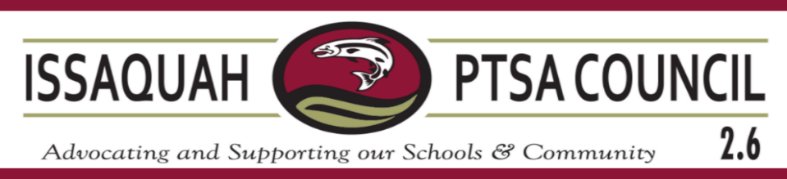 ISSAQUAH PTSA COUNCIL
Advocating and Supporting our Schools & Community 2.6